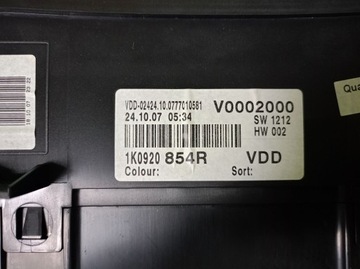 VDD-02424.10.0777010561
V0002000
24.10.07 05:34
SW 1212
HW 002
1K0920 854R
VDD
Colour:
Sort:
Qua